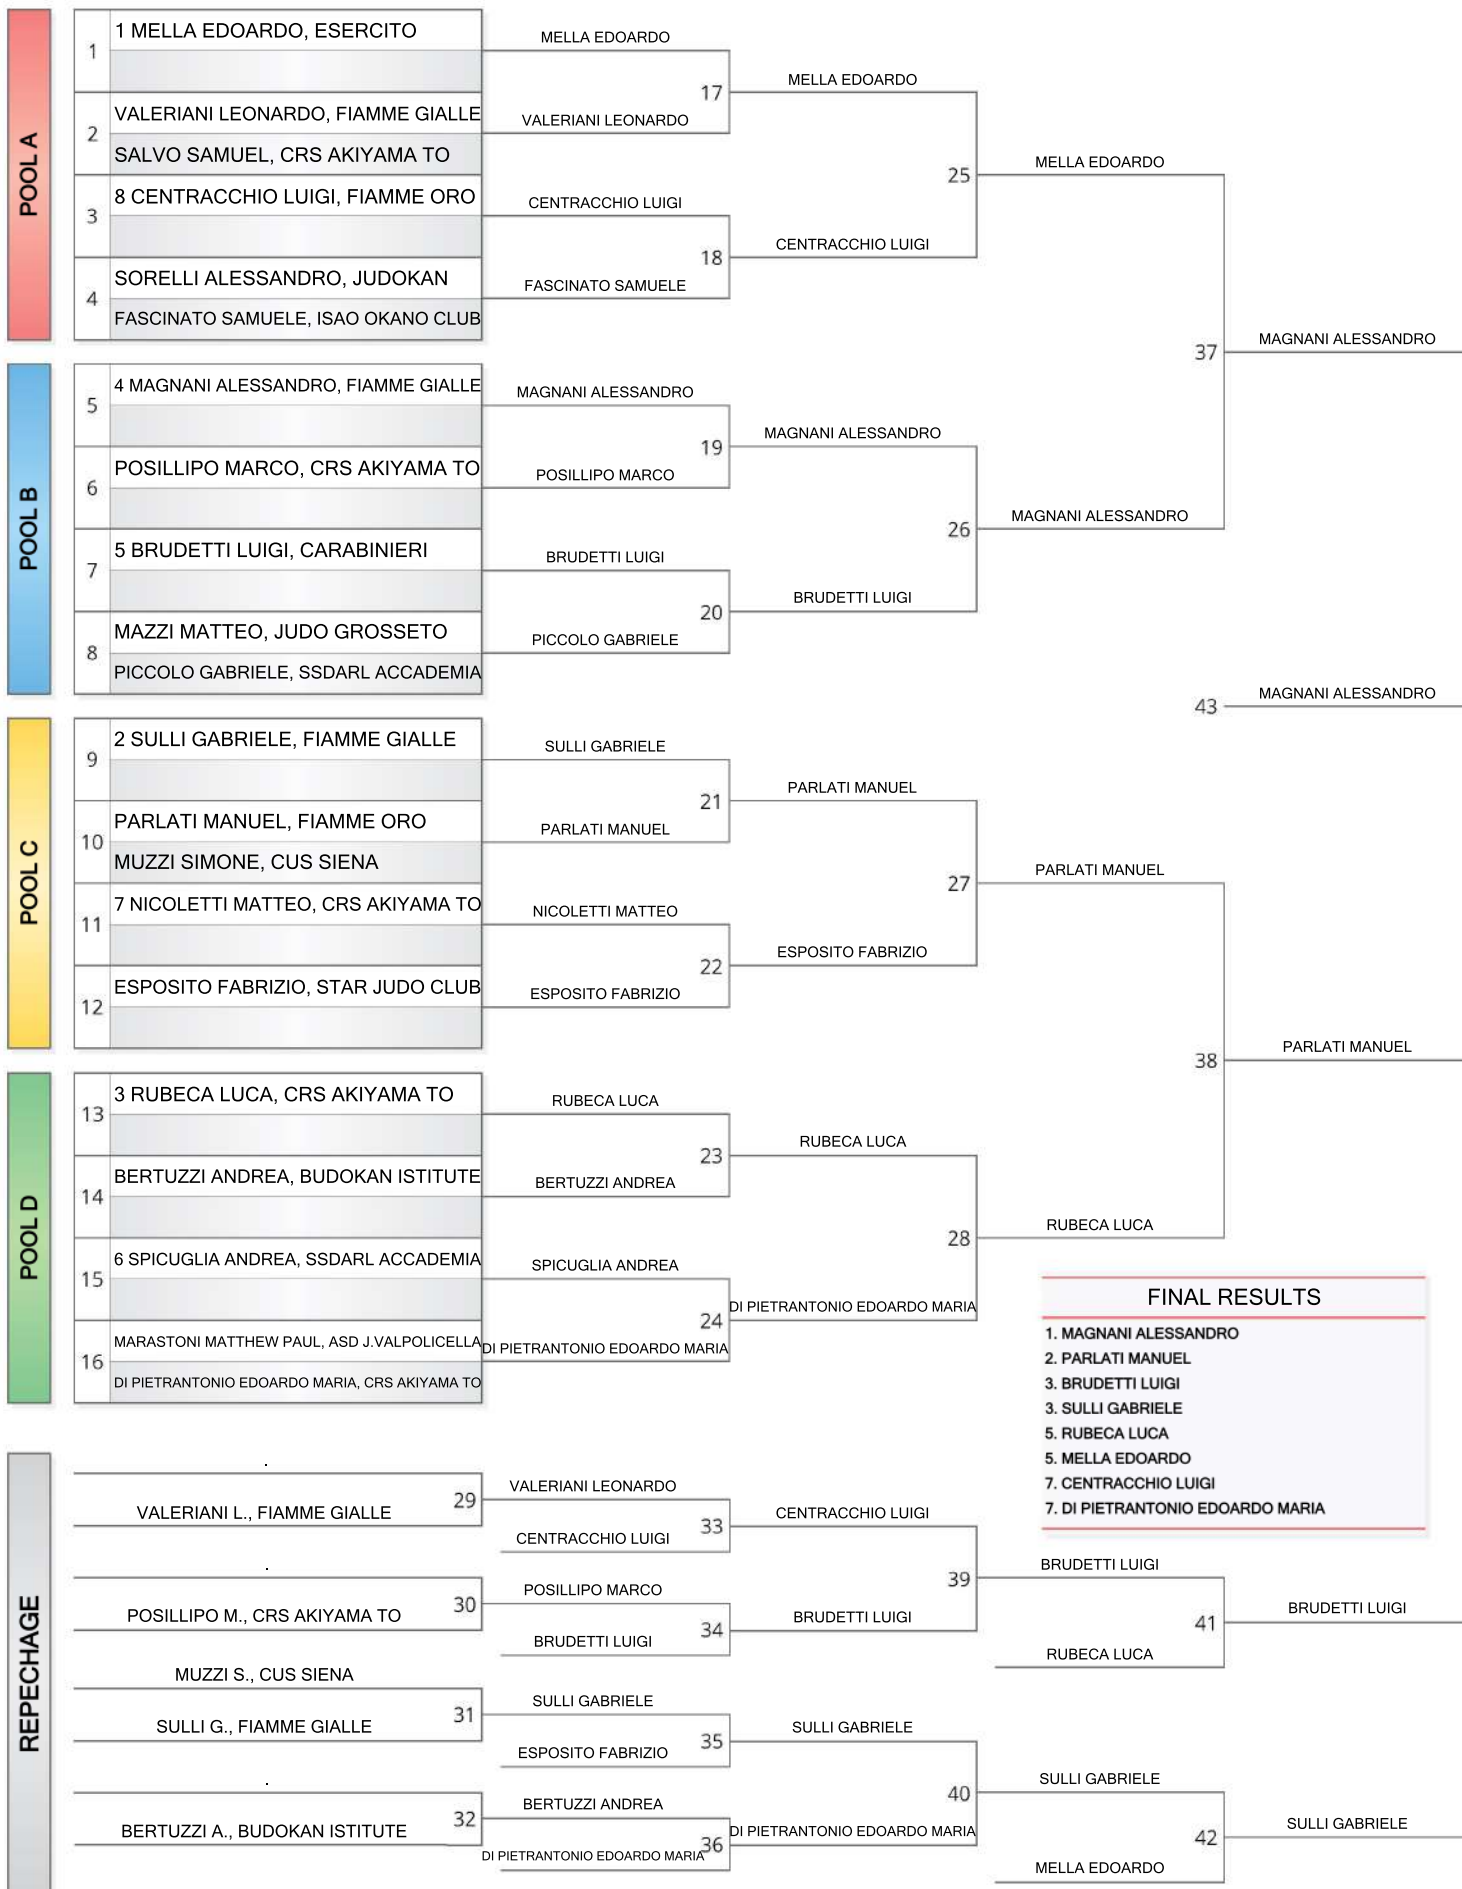 POOL A
1
1 MELLA EDOARDO, ESERCITO
2
VALERIANI LEONARDO, FIAMME GIALLE
SALVO SAMUEL, CRS AKIYAMA TO
3
8 CENTRACCHIO LUIGI, FIAMME ORO
4
SORELLI ALESSANDRO, JUDOKAN
FASCINATO SAMUELE, ISAO OKANO CLUB
MELLA EDOARDO
17
VALERIANI LEONARDO
CENTRACCHIO LUIGI
18
FASCINATO SAMUELE
MELLA EDOARDO
25
CENTRACCHIO LUIGI
MELLA EDOARDO
37
MAGNANI ALESSANDRO
POOL B
5
4 MAGNANI ALESSANDRO, FIAMME GIALLE
6
POSILLIPO MARCO, CRS AKIYAMA TO
7
5 BRUDETTI LUIGI, CARABINIERI
8
MAZZI MATTEO, JUDO GROSSETO
PICCOLO GABRIELE, SSDARL ACCADEMIA
MAGNANI ALESSANDRO
19
POSILLIPO MARCO
BRUDETTI LUIGI
20
PICCOLO GABRIELE
MAGNANI ALESSANDRO
26
BRUDETTI LUIGI
MAGNANI ALESSANDRO
43
MAGNANI ALESSANDRO
POOL C
9
2 SULLI GABRIELE, FIAMME GIALLE
10
PARLATI MANUEL, FIAMME ORO
MUZZI SIMONE, CUS SIENA
11
7 NICOLETTI MATTEO, CRS AKIYAMA TO
12
ESPOSITO FABRIZIO, STAR JUDO CLUB
SULLI GABRIELE
21
PARLATI MANUEL
NICOLETTI MATTEO
22
ESPOSITO FABRIZIO
PARLATI MANUEL
27
ESPOSITO FABRIZIO
PARLATI MANUEL
38
PARLATI MANUEL
POOL D
13
3 RUBECA LUCA, CRS AKIYAMA TO
14
BERTUZZI ANDREA, BUDOKAN ISTITUTE
15
6 SPICUGLIA ANDREA, SSDARL ACCADEMIA
16
MARASTONI MATTHEW PAUL, ASD J.VALPOLICELLA
DI PIETRANTONIO EDOARDO MARIA, CRS AKIYAMA TO
RUBECA LUCA
23
BERTUZZI ANDREA
SPICUGLIA ANDREA
24
DI PIETRANTONIO EDOARDO MARIA
RUBECA LUCA
28
DI PIETRANTONIO EDOARDO MARIA
RUBECA LUCA
FINAL RESULTS
1. MAGNANI ALESSANDRO
2. PARLATI MANUEL
3. BRUDETTI LUIGI
3. SULLI GABRIELE
5. RUBECA LUCA
5. MELLA EDOARDO
7. CENTRACCHIO LUIGI
7. DI PIETRANTONIO EDOARDO MARIA
REPECHAGE
.
29
VALERIANI L., FIAMME GIALLE
.
30
POSILLIPO M., CRS AKIYAMA TO
MUZZI S., CUS SIENA
31
SULLI G., FIAMME GIALLE
.
32
BERTUZZI A., BUDOKAN ISTITUTE
VALERIANI LEONARDO
33
CENTRACCHIO LUIGI
POSILLIPO MARCO
34
BRUDETTI LUIGI
SULLI GABRIELE
35
ESPOSITO FABRIZIO
BERTUZZI ANDREA
36
DI PIETRANTONIO EDOARDO MARIA
CENTRACCHIO LUIGI
39
BRUDETTI LUIGI
SULLI GABRIELE
40
DI PIETRANTONIO EDOARDO MARIA
BRUDETTI LUIGI
41
RUBECA LUCA
BRUDETTI LUIGI
SULLI GABRIELE
42
MELLA EDOARDO
SULLI GABRIELE